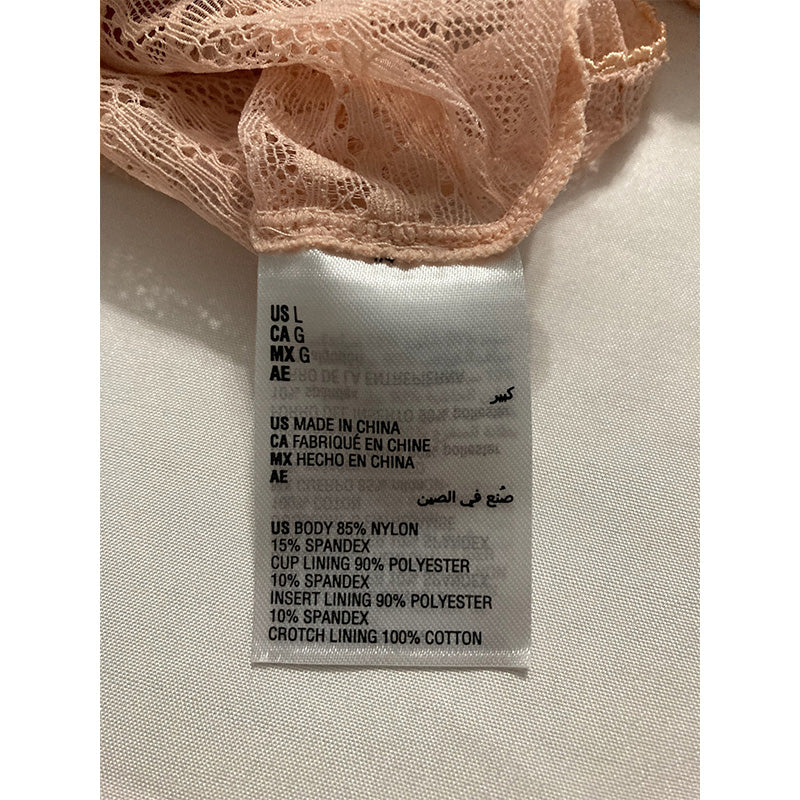 US L
CA G
MX G
AE
كبير
US MADE IN CHINA
CA FABRIQUÉ EN CHINE
MX HECHO EN CHINA
AE
صُنع في الصين
US BODY 85% NYLON
15% SPANDEX
CUP LINING 90% POLYESTER
10% SPANDEX
INSERT LINING 90% POLYESTER
10% SPANDEX
CROTCH LINING 100% COTTON